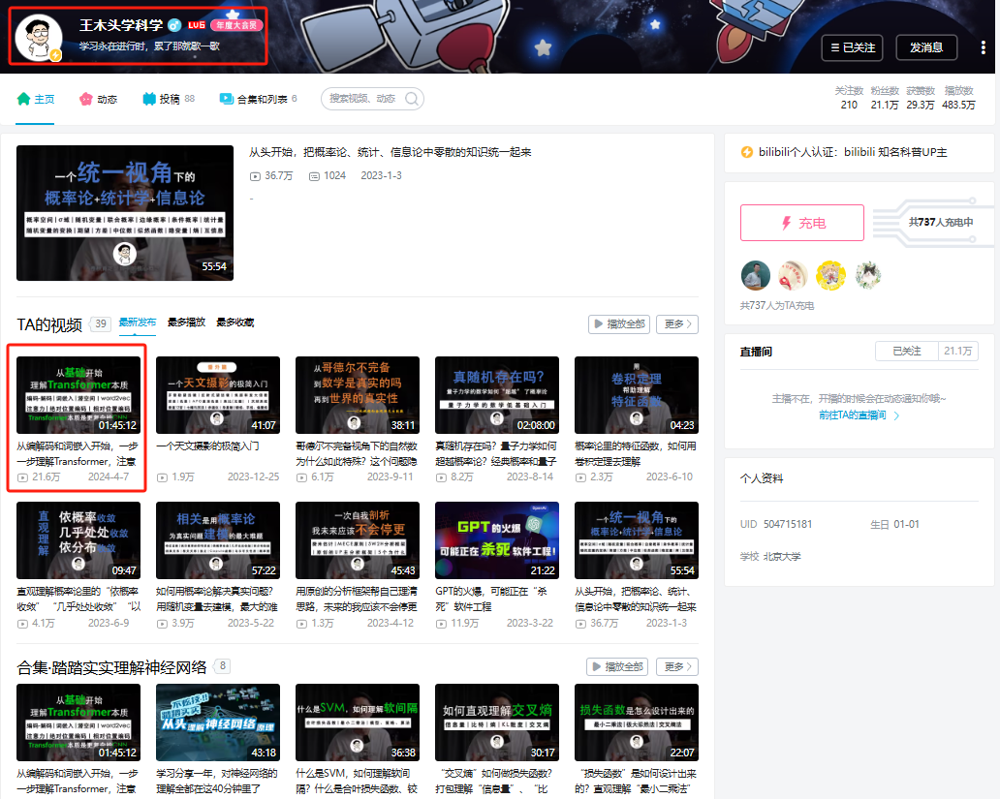 王木头学科学 LV6 年度大会员
学习永在进行时，累了那就歇一歇
已关注
发消息
主页 动态 投稿 88 合集和列表 6 搜索视频、动态
关注数 粉丝数 获赞数 播放数
210 21.1万 29.3万 483.5万
一个统一视角下的
概率论+统计学+信息论
概率空间|σ域|随机变量|联合概率|边缘概率|条件概率|统计量
随机变量的变换|期望|方差|中位数|似然函数|隐变量|熵|互信息
55:54
从头开始，把概率论、统计、信息论中零散的知识统一起来
36.7万 1024 2023-1-3
-
bilibili个人认证：bilibili 知名科普UP主
充电
共737人充电中
共737人为TA充电
TA的视频 39 最新发布 最多播放 最多收藏 播放全部 更多
从基础开始
理解Transformer本质
编码-解码|词嵌入|潜空间|word2vec
注意力|绝对位置编码|相对位置编码
01:45:12
从编解码和词嵌入开始，一步
一步理解Transformer，注意
21.6万 2024-4-7
番外篇
一个天文摄影的极简入门
41:07
一个天文摄影的极简入门
1.9万 2023-12-25
从哥德尔不完备
到数学是真实的吗
再到世界的真实性
38:11
哥德尔不完备视角下的自然数
为什么如此特殊？这个问题隐
6.1万 2023-9-11
真随机存在吗?
量子力学的数学如何"拓展"了概率论
量子力学的数学低基础入门
02:08:00
真随机存在吗？量子力学如何
超越概率论？经典概率和量子
8.2万 2023-8-14
用
卷积定理
帮助理解
特征函数
04:23
概率论里的特征函数，如何用
卷积定理去理解
2.3万 2023-6-10
直观理解
依概率收敛
几乎处处收敛
依分布收敛
09:47
直观理解概率论里的“依概率
收敛”“几乎处处收敛”“以
4.1万 2023-6-9
相关是用概率论
为真实问题建模的最大难题
57:22
如何用概率论解决真实问题？
用随机变量去建模，最大的难
3.9万 2023-5-22
一次自我剖析
我未来应该不会停更
45:43
用原创的分析框架帮自己理清
思路，未来的我应该不会停更
1.3万 2023-4-12
OpenAI
GPT的火爆，
可能正在杀死软件工程！
21:22
GPT的火爆，可能正在“杀
死”软件工程
11.9万 2023-3-22
一个统一视角下的
概率论+统计学+信息论
55:54
从头开始，把概率论、统计、
信息论中零散的知识统一起来
36.7万 2023-1-3
直播间 已关注 21.1万
主播不在，开播的时候会在动态通知你哦~
前往TA的直播间
个人资料
UID 504715181 生日 01-01
学校 北京大学
合集·踏踏实实理解神经网络 8 播放全部 更多
从基础开始
理解Transformer本质
编码-解码|词嵌入|潜空间|word2vec
注意力|绝对位置编码|相对位置编码
01:45:12
从编解码和词嵌入开始，一步
一步理解Transformer，注意
不炫技巧
踏踏实实
从头理解神经网络原理
43:18
学习分享一年，对神经网络的
理解全都在这40分钟里了
什么是SVM，如何理解软间隔
36:38
什么是SVM，如何理解软间
隔？什么是合叶损失函数、铰
如何直观理解交叉熵
信息量|比特|熵|KL散度|交叉熵
30:17
“交叉熵”如何做损失函数？
打包理解“信息量”、“比
损失函数是如何设计出来的
最小二乘法|极大似然法|交叉熵法
22:07
“损失函数”是如何设计出来
的？直观理解“最小二乘法”